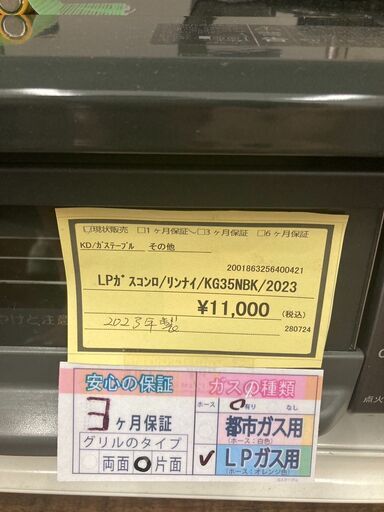 □現状販売 □1ヶ月保証 □3ヶ月保証 □6ヶ月保証
KD/ガステーブル その他
2001863256400421
LPガスコンロ/リンナイ/KG35NBK/2023
¥11,000 (税込)
2023年製
280724
安心の保証
3ヶ月保証
グリルのタイプ
両面 片面
ガスの種類
ホース 有り なし
都市ガス用
(ホース:白色)
✓ LPガス用
(ホース:オレンジ色)
点火